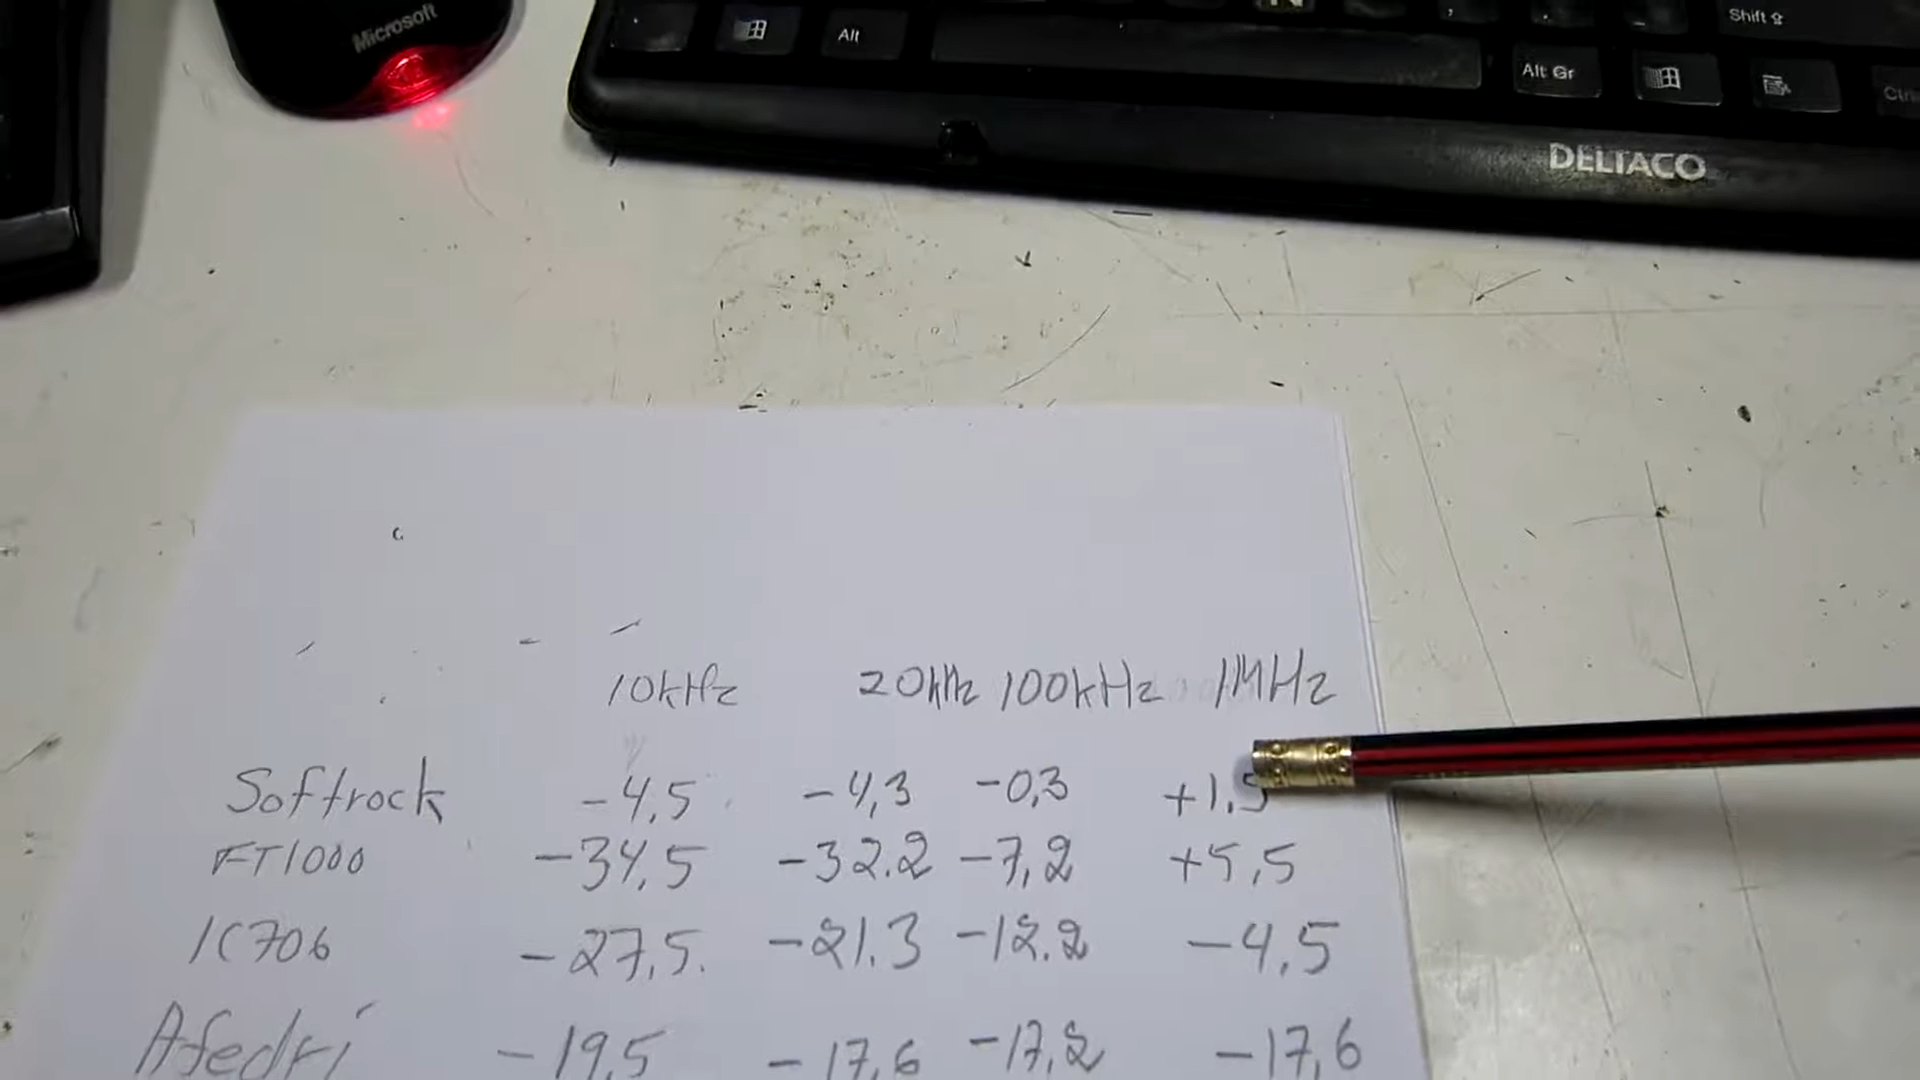 Microsoft
Alt
Shift
Alt Gr
Ctrl
DELTACO
10kHz 20kHz 100kHz 1MHz
Softrock -4,5 -4,3 -0,3 +1,5
FT1000 -34,5 -32.2 -7,2 +5,5
IC706 -27,5. -21.3 -12.2 -4,5
Afedri -19,5 -17,6 -17,2 -17,6